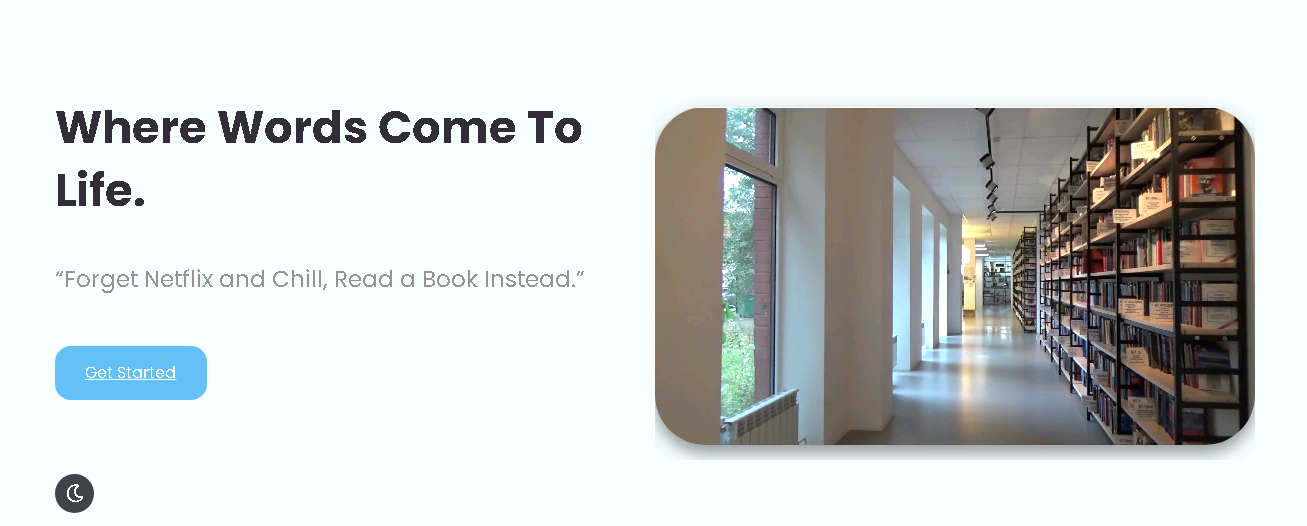 Where Words Come To
Life.
“Forget Netflix and Chill, Read a Book Instead.”
Get Started